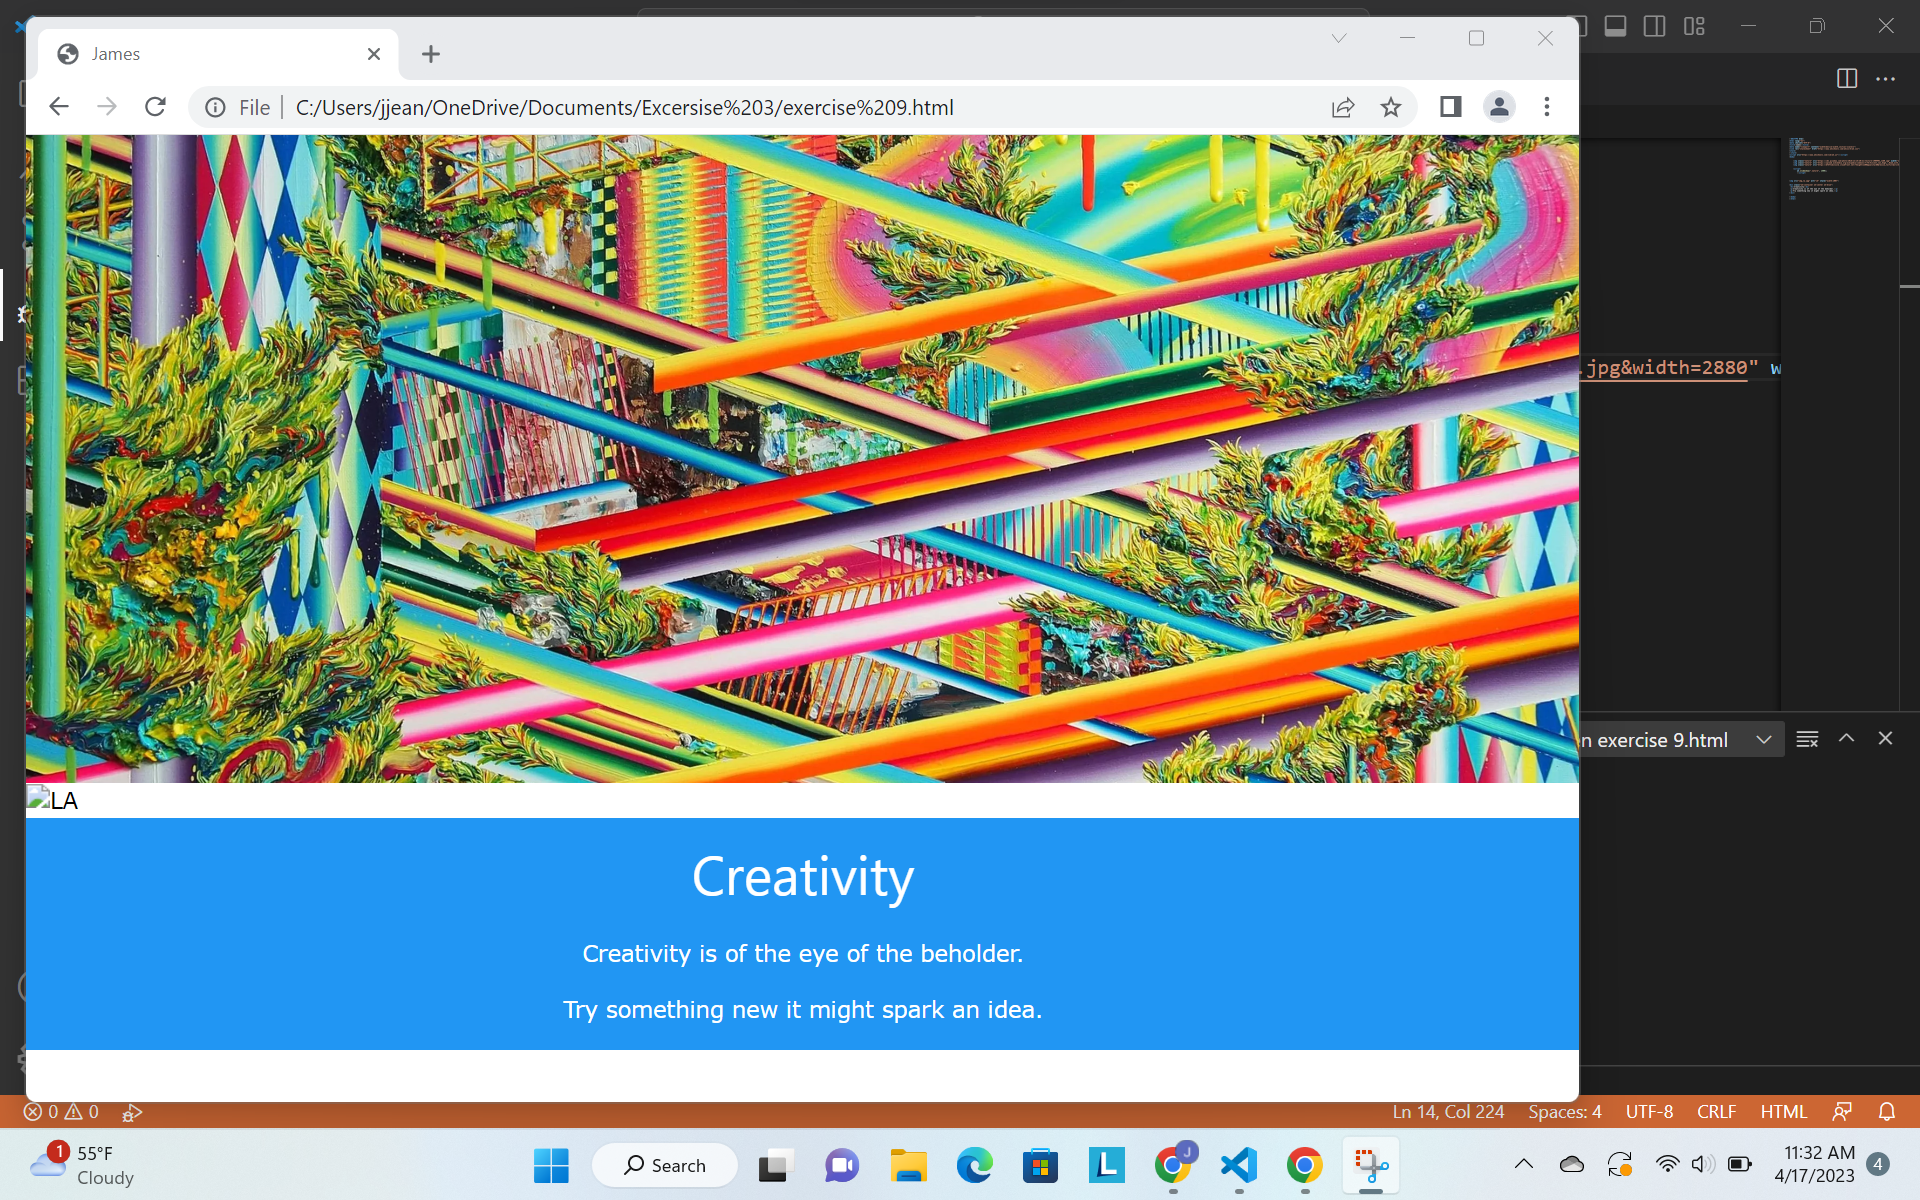 James
File
C:/Users/jjean/OneDrive/Documents/Excersise%203/exercise%209.html
.jpg&width=2880" w
n exercise 9.html
LA
Creativity
Creativity is of the eye of the beholder.
Try something new it might spark an idea.
0 0
Ln 14, Col 224 Spaces: 4 UTF-8 CRLF HTML
1
55°F
Cloudy
Search
L
J
11:32 AM
4/17/2023
4